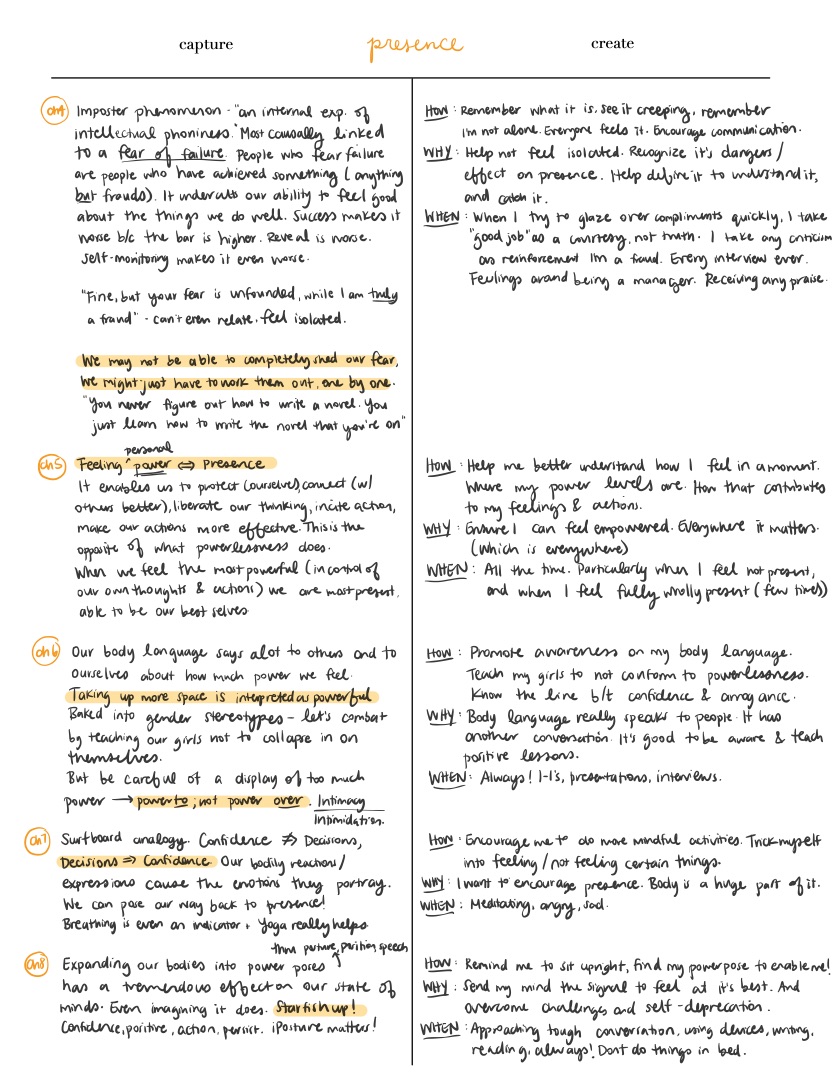 capture
presence
create
ch4
Imposter phenomenon - "an internal exp. of
intellectual phoniness." Most causally linked
to a fear of failure. People who fear failure
are people who have achieved something (anything
but frauds). It undercuts our ability to feel good
about the things we do well. Success makes it
worse b/c the bar is higher. Reveal is worse.
Self-monitoring makes it even worse.
"Fine, but your fear is unfounded, while I am truly
a fraud" - can't even relate. feel isolated.
We may not be able to completely shed our fear,
we might just have to work them out, one by one.
"You never figure out how to write a novel. You
just learn how to write the novel that you're on"
How: Remember what it is, see it creeping, remember
I'm not alone. Everyone feels it. Encourage communication.
WHY: Help not feel isolated. Recognize it's dangers/
effect on presence. Help define it to understand it,
and catch it.
WHEN: When I try to glaze over compliments quickly, I take
"good job" as a courtesy, not truth. I take any criticism
as reinforcement I'm a fraud. Every interview ever.
Feelings around being a manager. Receiving any praise.
ch5
personal
Feeling ^ power ⇔ Presence
It enables us to protect (ourselves), connect (w/
others better), liberate our thinking, incite action,
make our actions more effective. This is the
opposite of what powerlessness does.
When we feel the most powerful (in control of
our own thoughts & actions) we are most present,
able to be our best selves
How: Help me better understand how I feel in a moment.
Where my power levels are. How that contributes
to my feelings & actions.
WHY: Ensure I can feel empowered. Everywhere it matters.
(Which is everywhere)
WHEN: All the time. Particularly when I feel not present,
and when I feel fully wholly present (few times)
ch6
Our body language says alot to others and to
ourselves about how much power we feel.
Taking up more space is interpreted as powerful
Baked into gender stereotypes - let's combat
by teaching our girls not to collapse in on
themselves.
But be careful of a display of too much
power → power to, not power over. Intimacy
Intimidation.
How: Promote awareness on my body language.
Teach my girls to not conform to powerlessness.
Know the line b/t confidence & arrogance.
WHY: Body language really speaks to people. It has
another conversation. It's good to be aware & teach
positive lessons.
WHEN: Always! 1-1's, presentations, interviews.
ch7
Surfboard analogy. Confidence ⇏ Decisions,
Decisions ⇒ Confidence. Our bodily reactions/
expressions cause the emotions they portray.
We can pose our way back to presence!
Breathing is even an indicator + Yoga really helps
How: Encourage me to do more mindful activities. Trick myself
into feeling/not feeling certain things.
WHY: I want to encourage presence. Body is a huge part of it.
WHEN: Meditating, angry, sad.
ch8
thru posture, position, speech
Expanding our bodies into power poses ↑
has a tremendous effect on our state of
minds. Even imagining it does. Starfish up!
Confidence, positive, action, persist. iPosture matters!
How: Remind me to sit upright, find my power pose to enable me!
WHY: Send my mind the signal to feel at it's best. And
overcome challenges and self-deprecation.
WHEN: Approaching tough conversation, using devices, writing,
reading, always! Dont do things in bed.